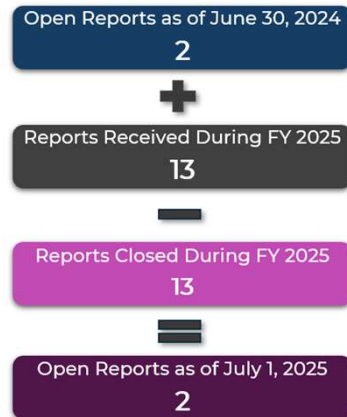 Open Reports as of June 30, 2024
2
+
Reports Received During FY 2025
13
−
Reports Closed During FY 2025
13
=
Open Reports as of July 1, 2025
2